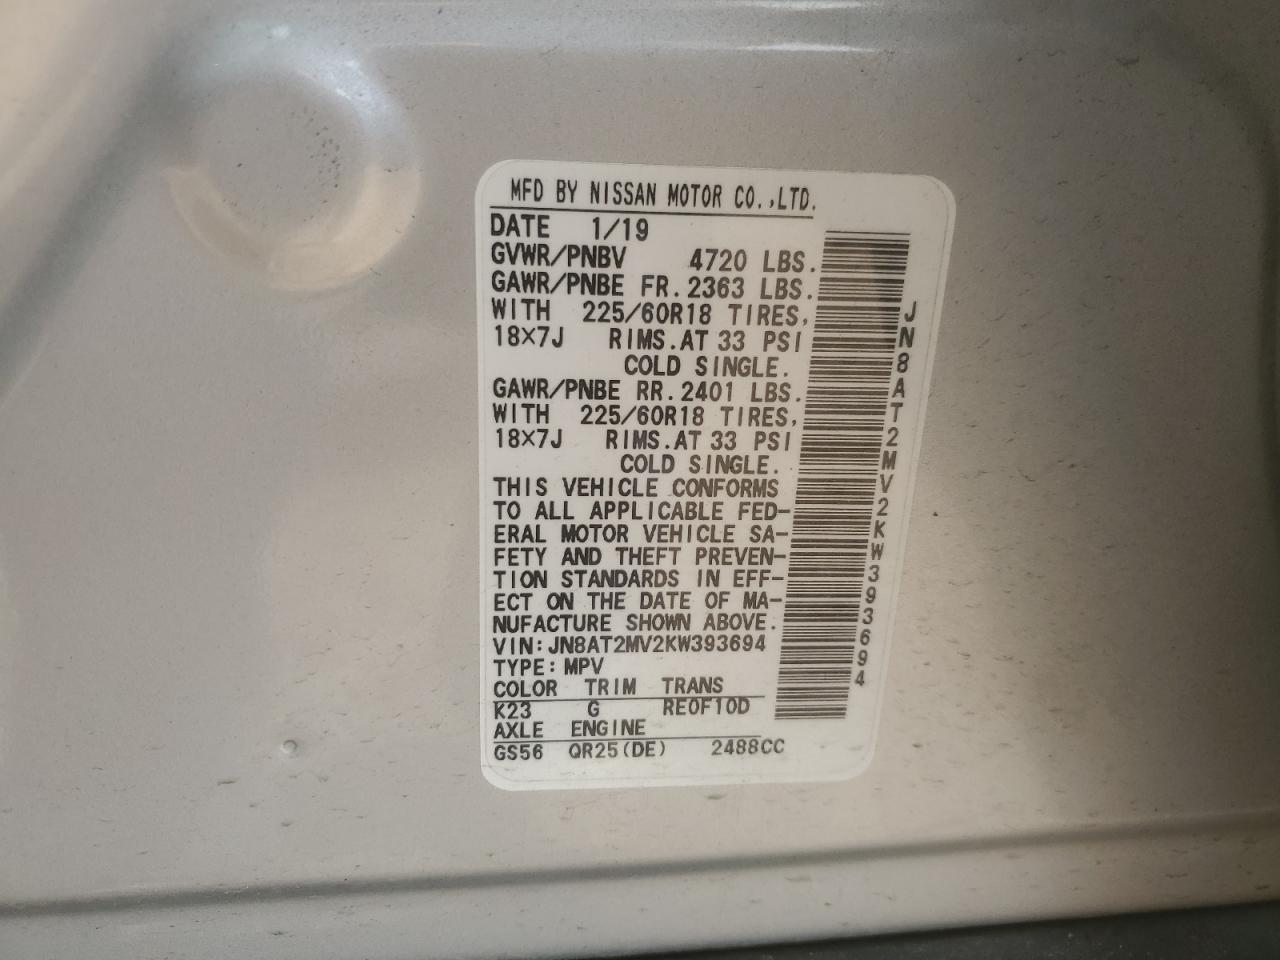 MFD BY NISSAN MOTOR CO.,LTD.
DATE 1/19
GVWR/PNBV 4720 LBS.
GAWR/PNBE FR.2363 LBS.
WITH 225/60R18 TIRES,
18×7J RIMS.AT 33 PSI
COLD SINGLE.
GAWR/PNBE RR.2401 LBS.
WITH 225/60R18 TIRES,
18×7J RIMS.AT 33 PSI
COLD SINGLE.
THIS VEHICLE CONFORMS
TO ALL APPLICABLE FED-
ERAL MOTOR VEHICLE SA-
FETY AND THEFT PREVEN-
TION STANDARDS IN EFF-
ECT ON THE DATE OF MA-
NUFACTURE SHOWN ABOVE.
VIN:JN8AT2MV2KW393694
TYPE:MPV
COLOR TRIM TRANS
K23 G RE0F10D
AXLE ENGINE
GS56 QR25(DE) 2488CC
JN8AT2MV2KW393694